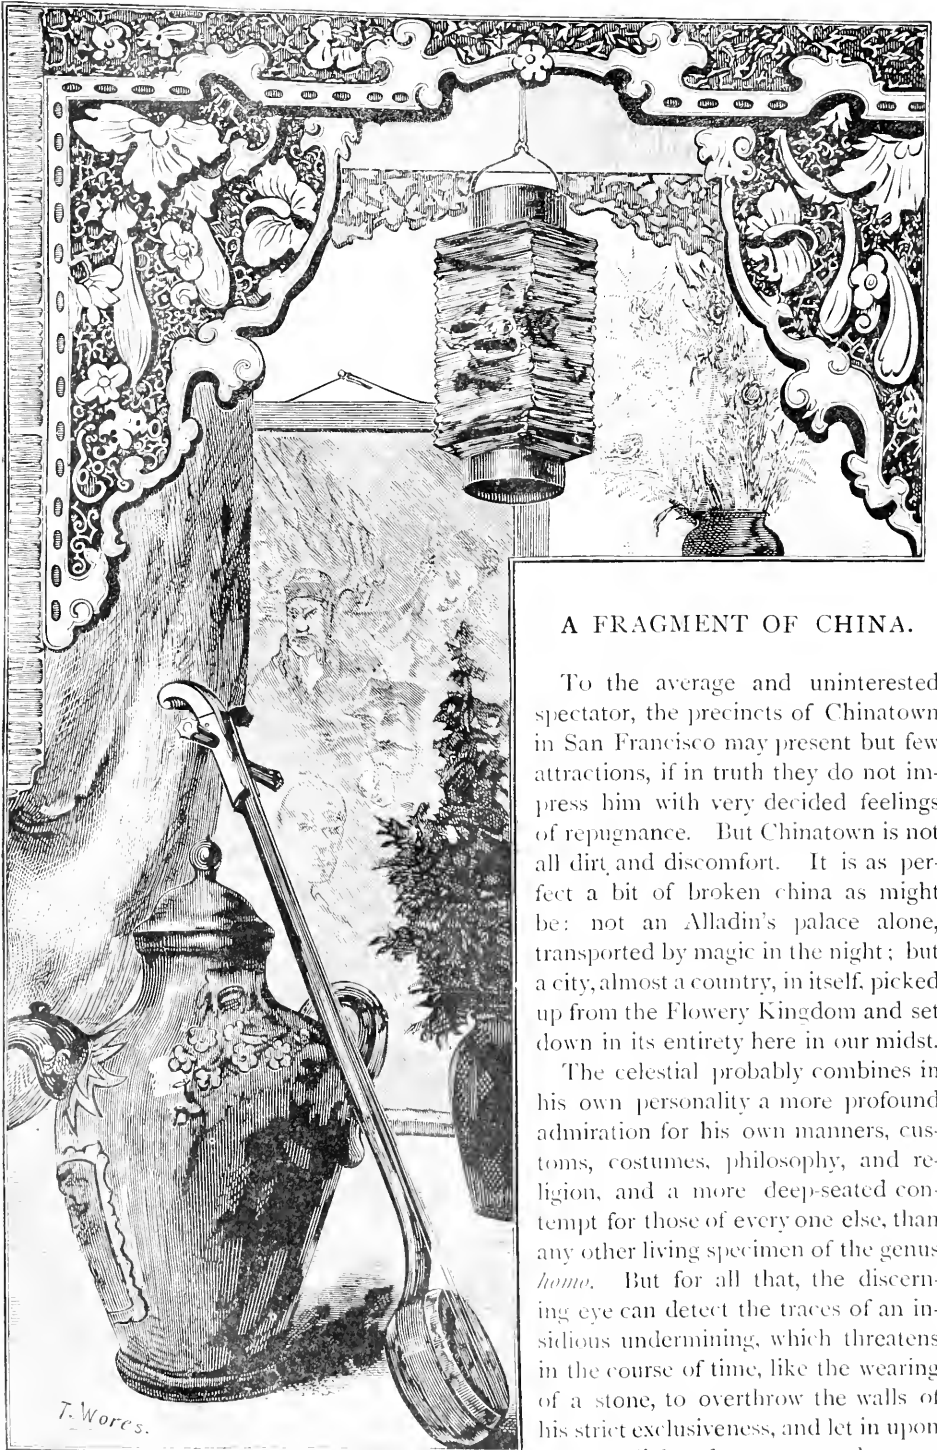 A FRAGMENT OF CHINA.
To the average and uninterested
spectator, the precincts of Chinatown
in San Francisco may present but few
attractions, if in truth they do not im-
press him with very decided feelings
of repugnance. But Chinatown is not
all dirt and discomfort. It is as per-
fect a bit of broken china as might
be: not an Alladin's palace alone,
transported by magic in the night; but
a city, almost a country, in itself, picked
up from the Flowery Kingdom and set
down in its entirety here in our midst.
The celestial probably combines in
his own personality a more profound
admiration for his own manners, cus-
toms, costumes, philosophy, and re-
ligion, and a more deep-seated con-
tempt for those of every one else, than
any other living specimen of the genus
homo. But for all that, the discern-
ing eye can detect the traces of an in-
sidious undermining, which threatens
in the course of time, like the wearing
of a stone, to overthrow the walls of
his strict exclusiveness, and let in upon
T. Wores.